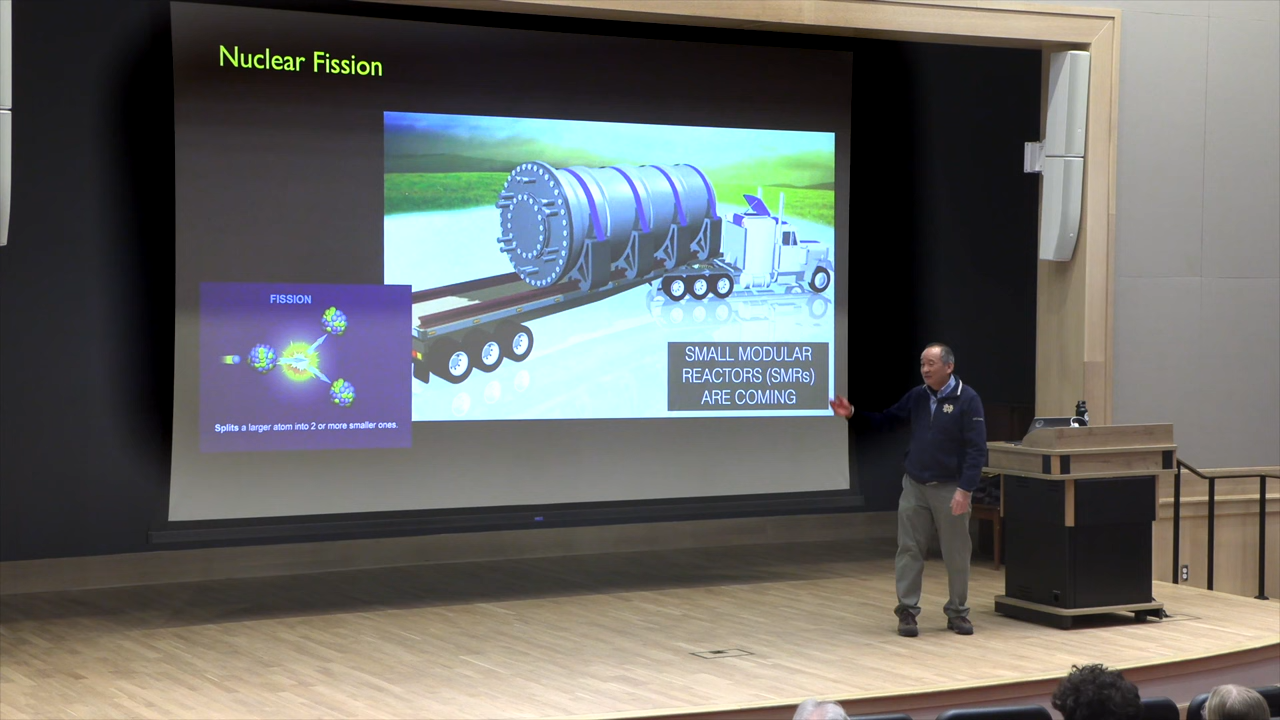 Nuclear Fission
FISSION
Splits a larger atom into 2 or more smaller ones.
SMALL MODULAR
REACTORS (SMRs)
ARE COMING